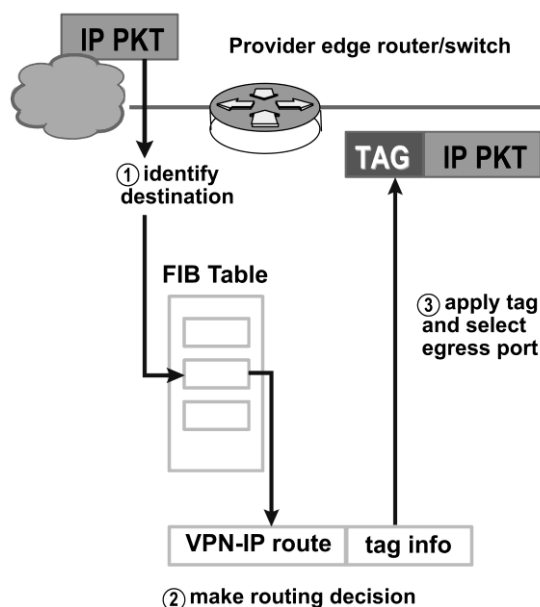 IP PKT
Provider edge router/switch
TAG IP PKT
① identify
destination
FIB Table
③ apply tag
and select
egress port
VPN-IP route tag info
② make routing decision